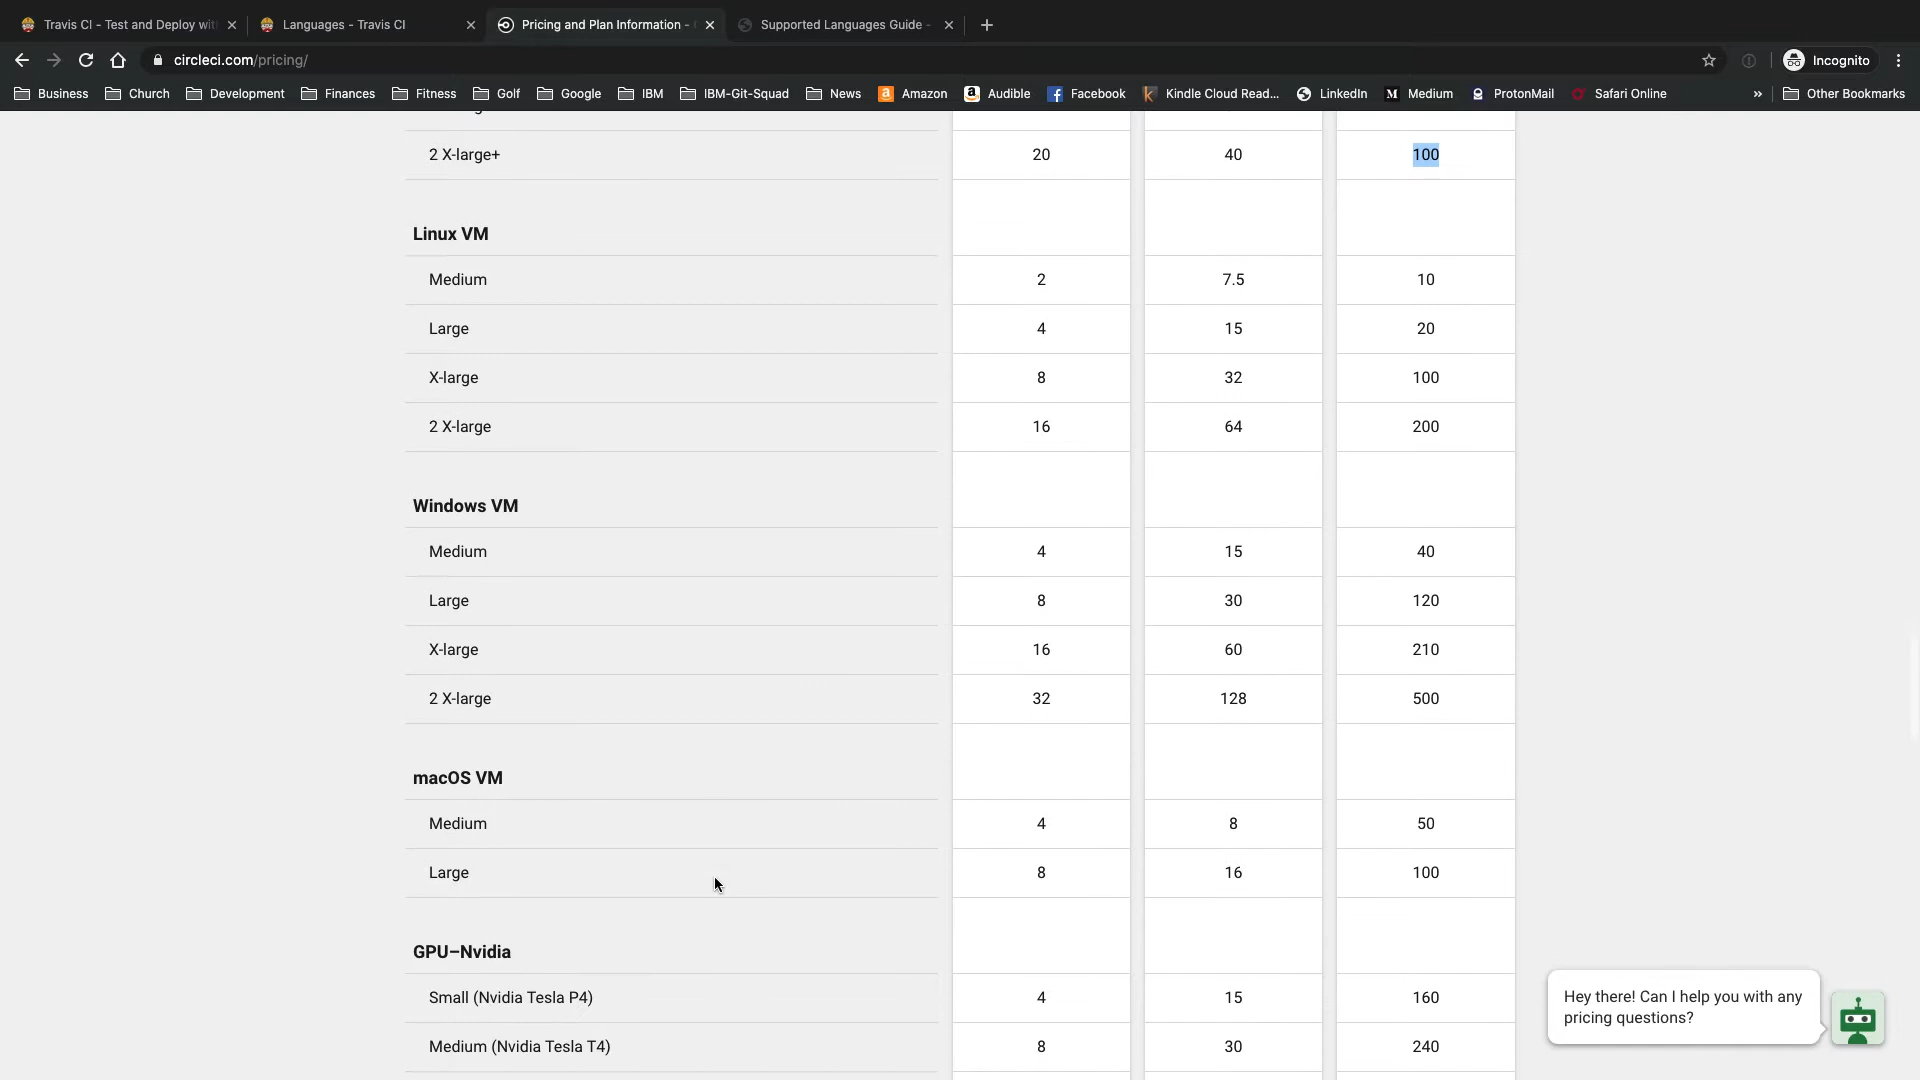 Travis CI - Test and Deploy wit
Languages - Travis CI
Pricing and Plan Information -
Supported Languages Guide -
circleci.com/pricing/
Incognito
Business
Church
Development
Finances
Fitness
Golf
Google
IBM
IBM-Git-Squad
News
Amazon
Audible
Facebook
Kindle Cloud Read...
LinkedIn
Medium
ProtonMail
Safari Online
»
Other Bookmarks
2 X-large+ 20 40 100
Linux VM
Medium 2 7.5 10
Large 4 15 20
X-large 8 32 100
2 X-large 16 64 200
Windows VM
Medium 4 15 40
Large 8 30 120
X-large 16 60 210
2 X-large 32 128 500
macOS VM
Medium 4 8 50
Large 8 16 100
GPU–Nvidia
Small (Nvidia Tesla P4) 4 15 160
Medium (Nvidia Tesla T4) 8 30 240
Hey there! Can I help you with any
pricing questions?